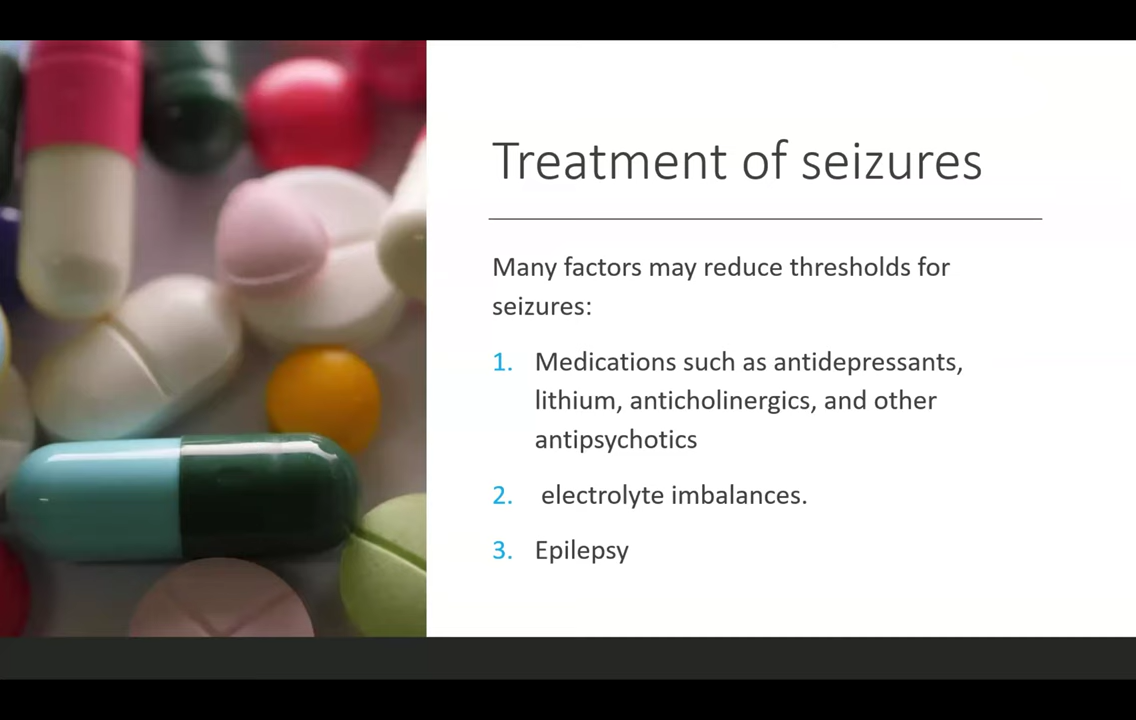 Treatment of seizures
Many factors may reduce thresholds for
seizures:
1. Medications such as antidepressants,
lithium, anticholinergics, and other
antipsychotics
2. electrolyte imbalances.
3. Epilepsy